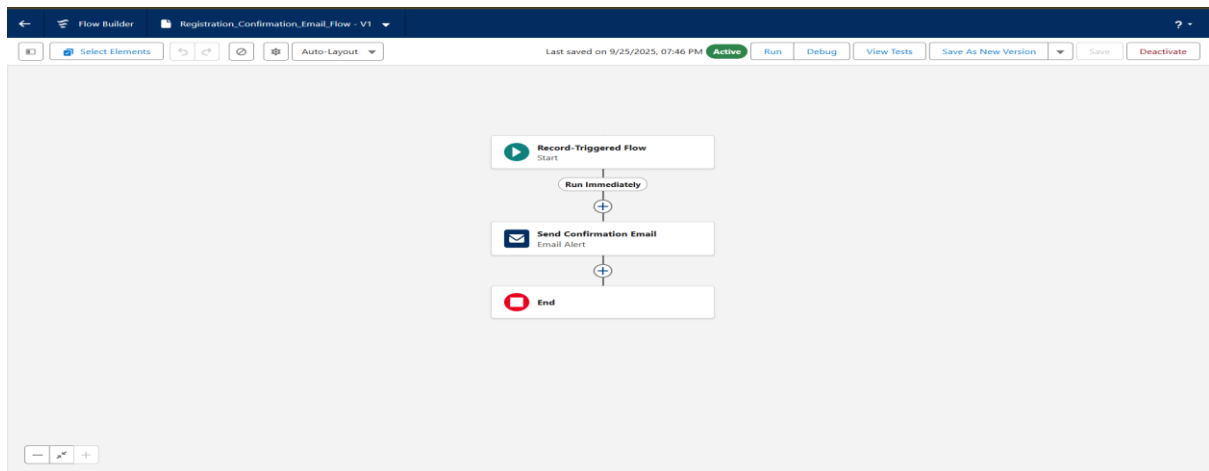 Flow Builder Registration_Confirmation_Email_Flow - V1 ?
Select Elements Auto-Layout Last saved on 9/25/2025, 07:46 PM Active Run Debug View Tests Save As New Version Save Deactivate
Record-Triggered Flow
Start
Run Immediately
Send Confirmation Email
Email Alert
End